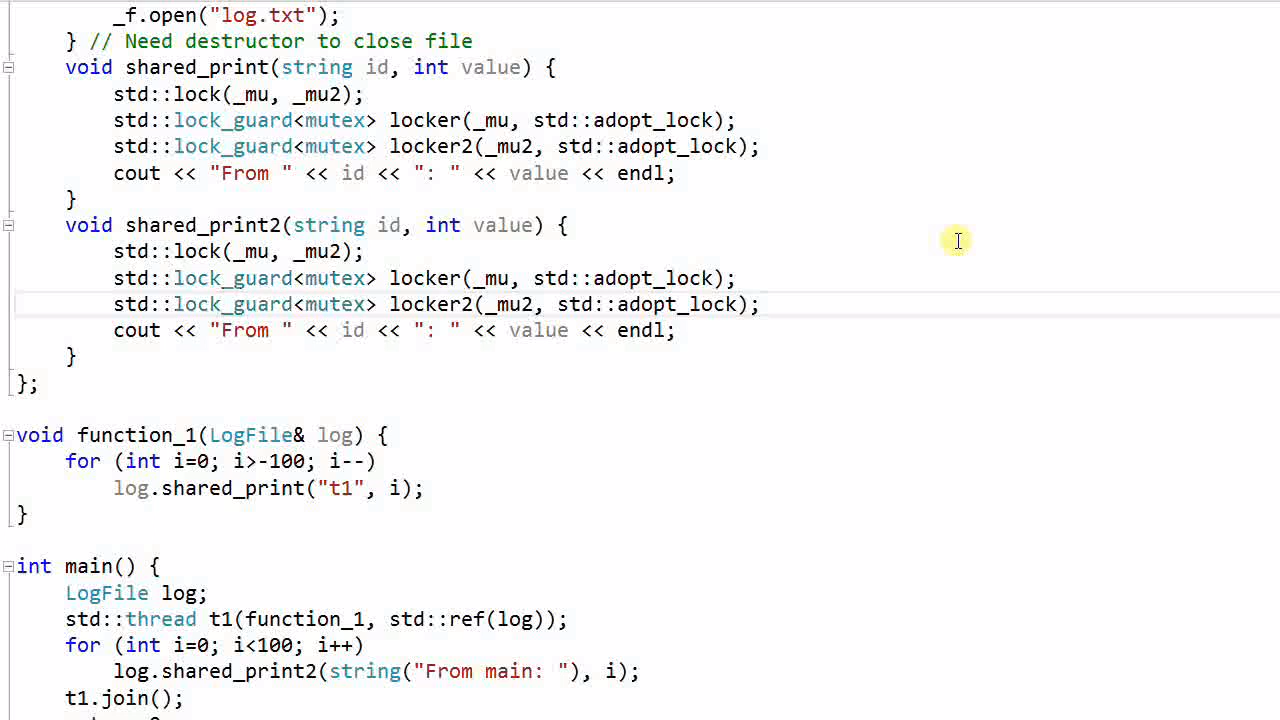 _f.open("log.txt");
} // Need destructor to close file
void shared_print(string id, int value) {
std::lock(_mu, _mu2);
std::lock_guard<mutex> locker(_mu, std::adopt_lock);
std::lock_guard<mutex> locker2(_mu2, std::adopt_lock);
cout << "From " << id << ": " << value << endl;
}
void shared_print2(string id, int value) {
std::lock(_mu, _mu2);
std::lock_guard<mutex> locker(_mu, std::adopt_lock);
std::lock_guard<mutex> locker2(_mu2, std::adopt_lock);
cout << "From " << id << ": " << value << endl;
}
};
void function_1(LogFile& log) {
for (int i=0; i>-100; i--)
log.shared_print("t1", i);
}
int main() {
LogFile log;
std::thread t1(function_1, std::ref(log));
for (int i=0; i<100; i++)
log.shared_print2(string("From main: "), i);
t1.join();